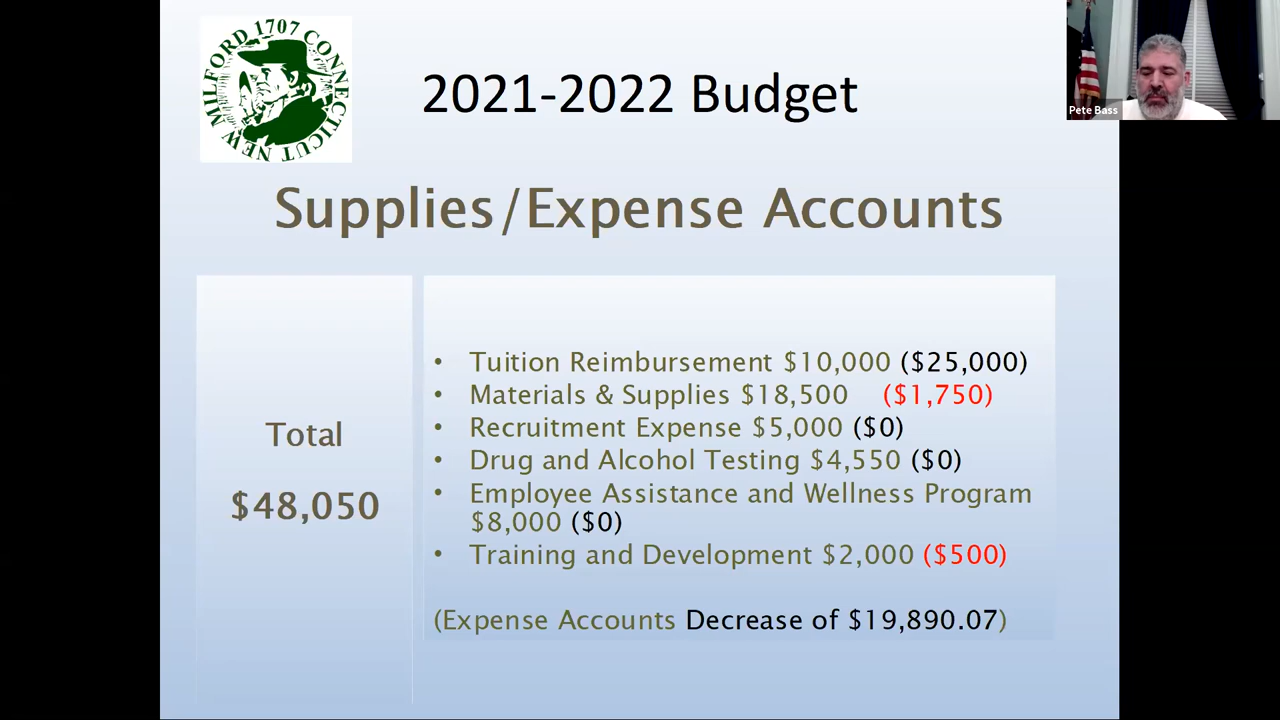 NEW MILFORD 1707 CONNECTICUT
2021-2022 Budget
Pete Bass
Supplies/Expense Accounts
Total
$48,050
• Tuition Reimbursement $10,000 ($25,000)
• Materials & Supplies $18,500 ($1,750)
• Recruitment Expense $5,000 ($0)
• Drug and Alcohol Testing $4,550 ($0)
• Employee Assistance and Wellness Program
$8,000 ($0)
• Training and Development $2,000 ($500)
(Expense Accounts Decrease of $19,890.07)